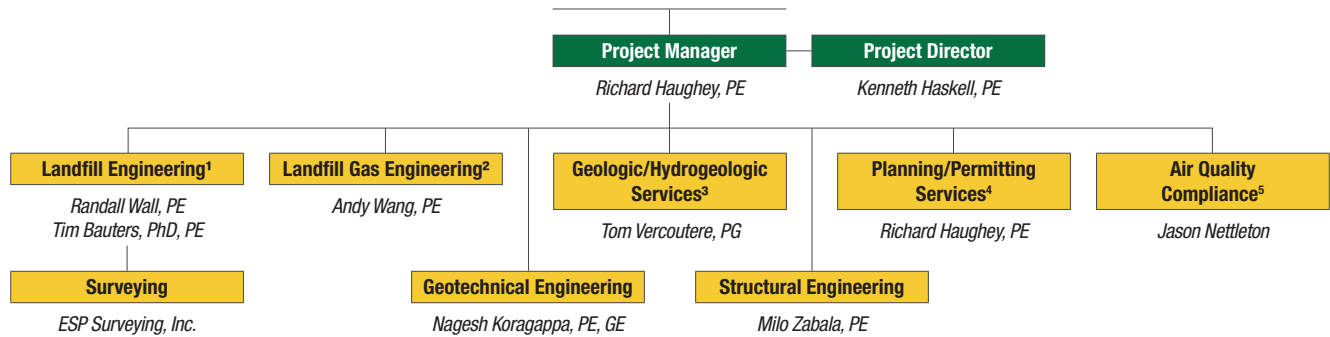 Project Manager
Project Director
Richard Haughey, PE
Kenneth Haskell, PE
Landfill Engineering¹
Randall Wall, PE
Tim Bauters, PhD, PE
Landfill Gas Engineering²
Andy Wang, PE
Geologic/Hydrogeologic
Services³
Tom Vercoutere, PG
Planning/Permitting
Services⁴
Richard Haughey, PE
Air Quality
Compliance⁵
Jason Nettleton
Surveying
ESP Surveying, Inc.
Geotechnical Engineering
Nagesh Koragappa, PE, GE
Structural Engineering
Milo Zabala, PE